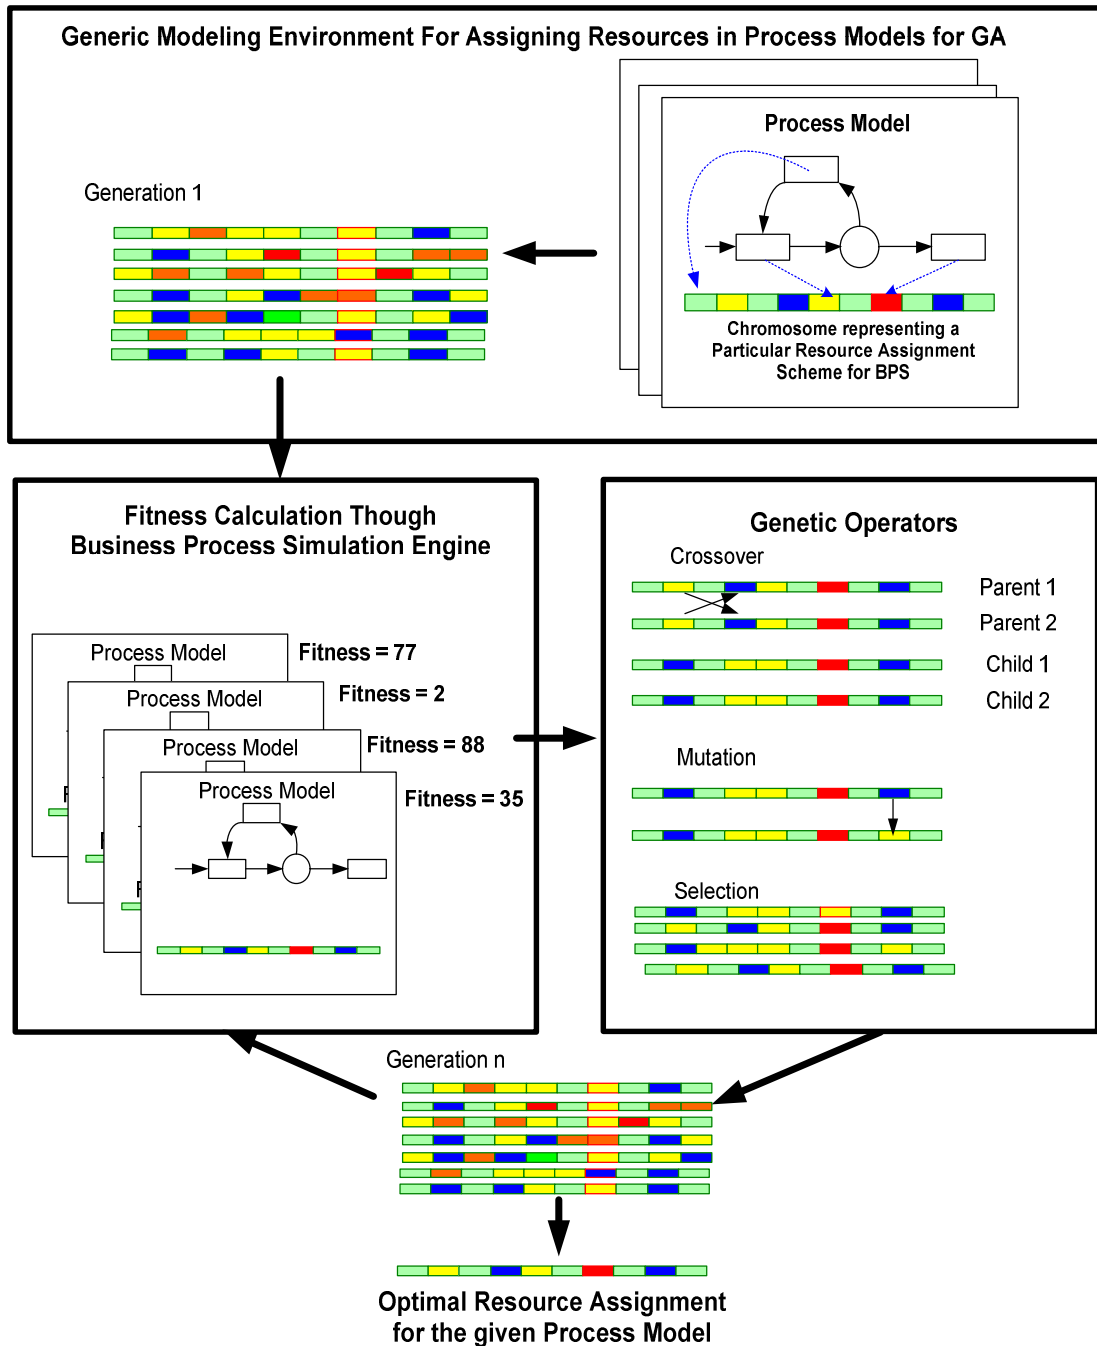 Generic Modeling Environment For Assigning Resources in Process Models for GA
Process Model
Generation 1
Chromosome representing a
Particular Resource Assignment
Scheme for BPS
Fitness Calculation Though
Business Process Simulation Engine
Process Model
Fitness = 77
Process Model
Fitness = 2
Process Model
Fitness = 88
Process Model
Fitness = 35
Genetic Operators
Crossover
Parent 1
Parent 2
Child 1
Child 2
Mutation
Selection
Generation n
Optimal Resource Assignment
for the given Process Model